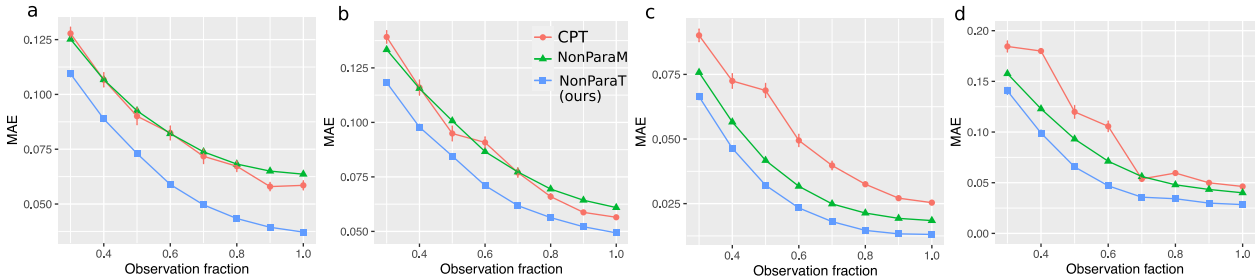 a
MAE
0.125
0.100
0.075
0.050
0.4
0.6
0.8
1.0
Observation fraction
b
MAE
0.125
0.100
0.075
0.050
0.4
0.6
0.8
1.0
Observation fraction
CPT
NonParaM
NonParaT
(ours)
c
MAE
0.075
0.050
0.025
0.4
0.6
0.8
1.0
Observation fraction
d
MAE
0.20
0.15
0.10
0.05
0.00
0.4
0.6
0.8
1.0
Observation faction